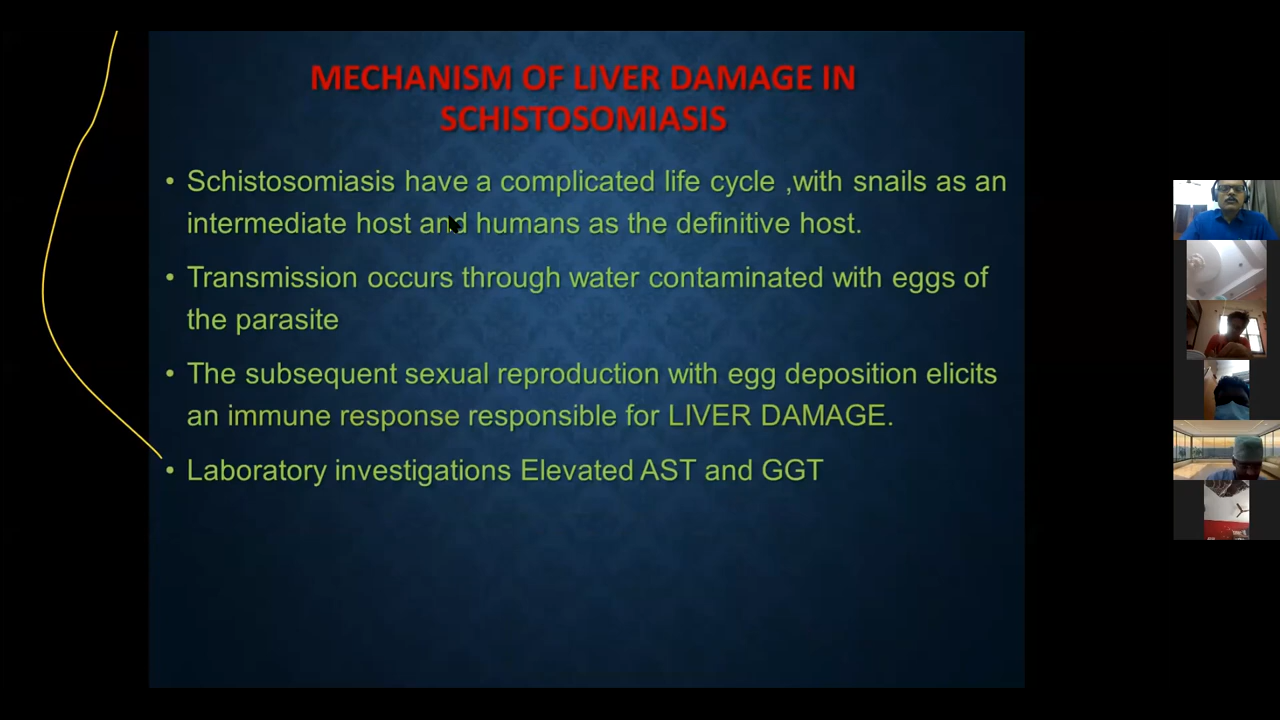 MECHANISM OF LIVER DAMAGE IN
SCHISTOSOMIASIS
• Schistosomiasis have a complicated life cycle ,with snails as an
intermediate host and humans as the definitive host.
• Transmission occurs through water contaminated with eggs of
the parasite
• The subsequent sexual reproduction with egg deposition elicits
an immune response responsible for LIVER DAMAGE.
• Laboratory investigations Elevated AST and GGT